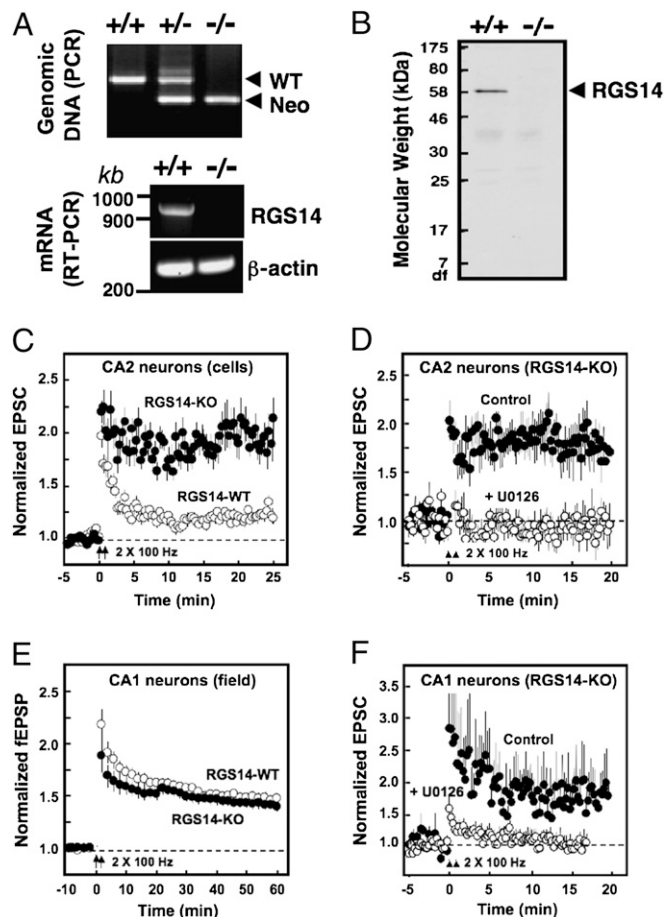 A
+/+ +/- -/-
Genomic
DNA (PCR)
WT
Neo
kb
+/+ -/-
1000
900
200
mRNA
(RT-PCR)
RGS14
β-actin
B
+/+ -/-
Molecular Weight (kDa)
175
83
58
46
30
25
17
7
df
RGS14
C
CA2 neurons (cells)
Normalized EPSC
2.5
2.0
1.5
1.0
RGS14-KO
RGS14-WT
2 X 100 Hz
-5 0 5 10 15 20 25
Time (min)
D
CA2 neurons (RGS14-KO)
Normalized EPSC
2.5
2.0
1.5
1.0
Control
+ U0126
2 X 100 Hz
-5 0 5 10 15 20
Time (min)
E
CA1 neurons (field)
Normalized fEPSP
2.5
2.0
1.5
1.0
RGS14-WT
RGS14-KO
2 X 100 Hz
-10 0 10 20 30 40 50 60
Time (min)
F
CA1 neurons (RGS14-KO)
Normalized EPSC
3.5
3.0
2.5
2.0
1.5
1.0
Control
+ U0126
2 X 100 Hz
-5 0 5 10 15 20
Time (min)